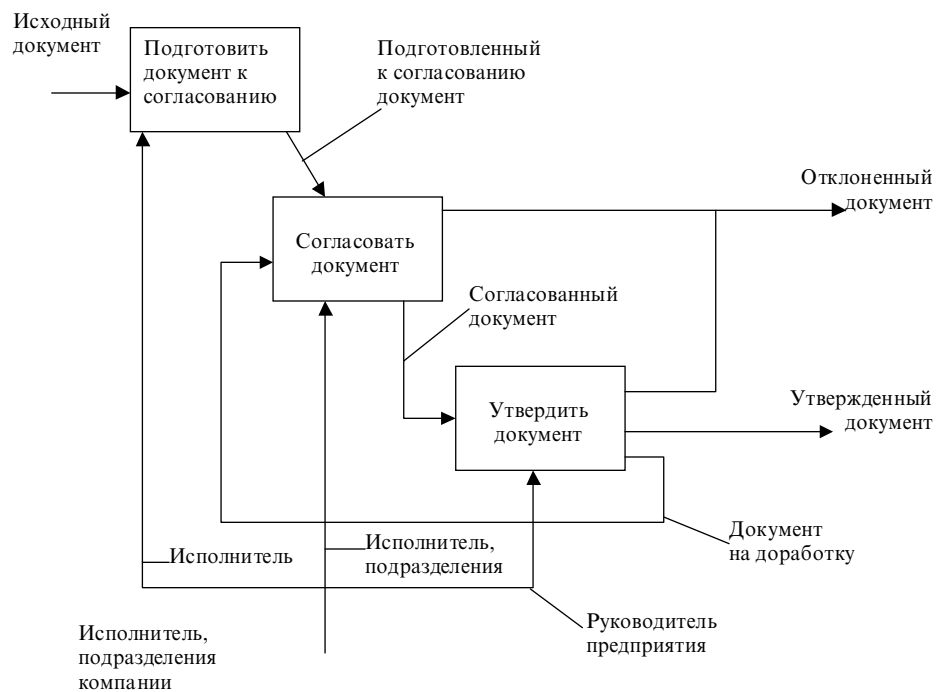 Исходный
документ
Подготовить
документ к
согласованию
Подготовленный
к согласованию
документ
Отклоненный
документ
Согласовать
документ
Согласованный
документ
Утвердить
документ
Утвержденный
документ
Документ
на доработку
Исполнитель
Исполнитель,
подразделения
Руководитель
предприятия
Исполнитель,
подразделения
компании